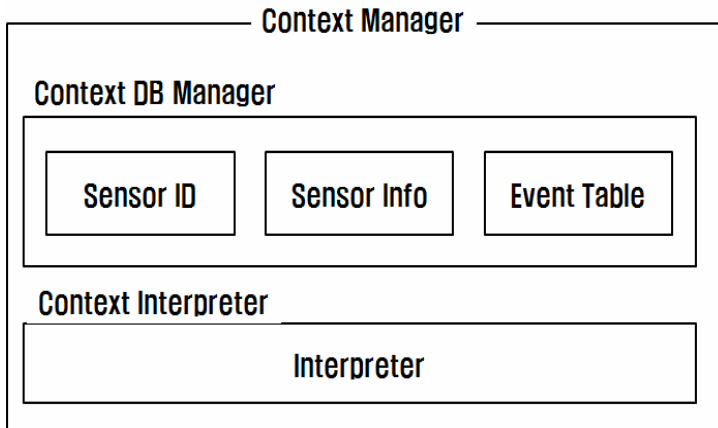 Context Manager
Context DB Manager
Sensor ID Sensor Info Event Table
Context Interpreter
Interpreter